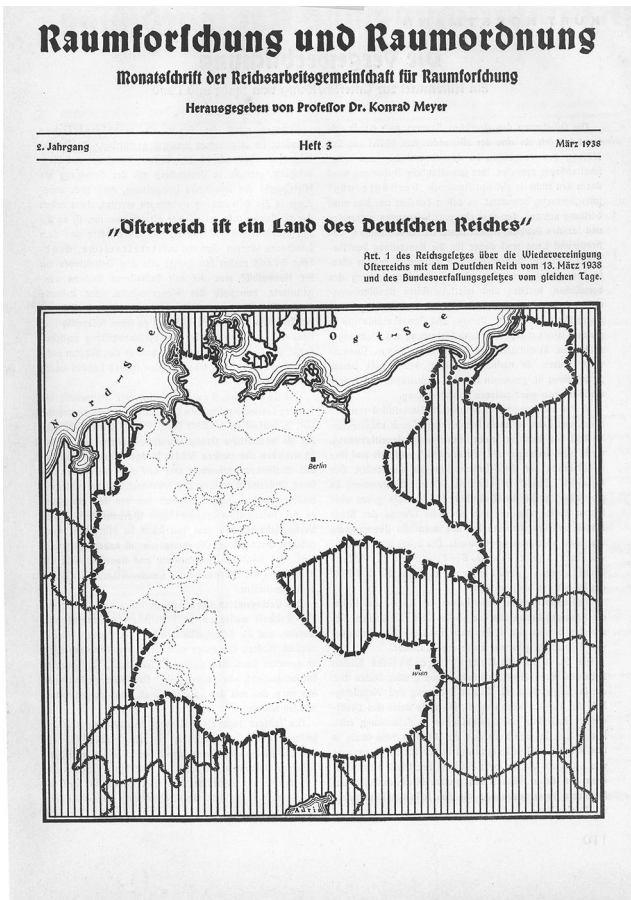 Raumforschung und Raumordnung
Monatsschrift der Reichsarbeitsgemeinschaft für Raumforschung
Herausgegeben von Professor Dr. Konrad Meyer
2. Jahrgang
Heft 3
März 1938
„Österreich ist ein Land des Deutschen Reiches“
Art. 1 des Reichsgesetzes über die Wiedervereinigung
Österreichs mit dem Deutschen Reich vom 13. März 1938
und des Bundesverfassungsgesetzes vom gleichen Tage.
Nord-See
Ost-See
Berlin
Wien
Adria